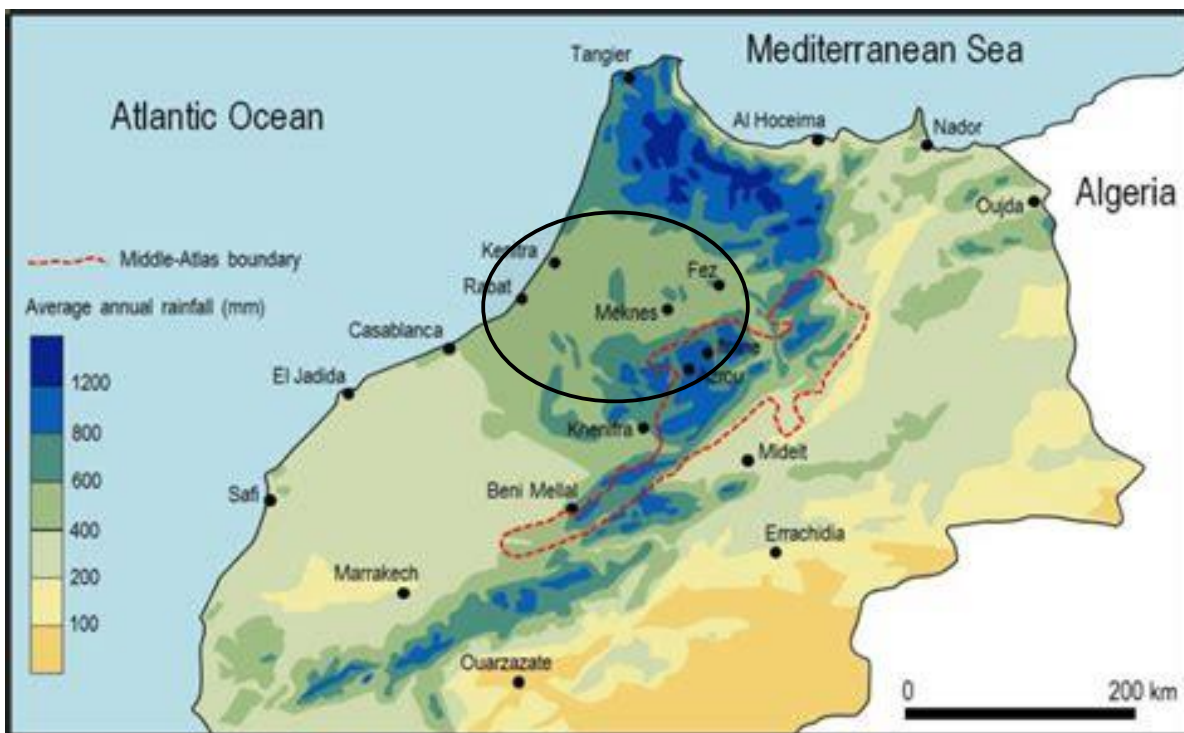 Mediterranean Sea
Tangier
Atlantic Ocean
Al Hoceima
Nador
Algeria
Oujda
Kenitra
Middle-Atlas boundary
Fez
Rabat
Average annual rainfall (mm)
Meknes
Casablanca
1200
El Jadida
800
Khenifra
600
Midelt
Safi
Beni Mellal
400
Errachidia
200
Marrakech
100
Ouarzazate
0 200 km